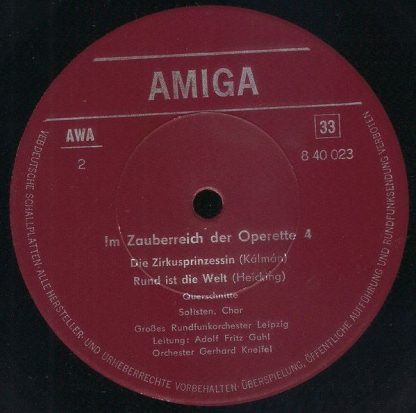 AMIGA
AWA
33
2
8 40 023
Im Zauberreich der Operette 4
Die Zirkusprinzessin (Kálmán)
Rund ist die Welt (Heicking)
Querschnitte
Solisten, Chor
Großes Rundfunkorchester Leipzig
Leitung: Adolf Fritz Guhl
Orchester Gerhard Kneifel
VEB DEUTSCHE SCHALLPLATTEN · ALLE HERSTELLER- UND URHEBERRECHTE VORBEHALTEN · ÜBERSPIELUNG, ÖFFENTLICHE AUFFÜHRUNG UND RUNDFUNKSENDUNG VERBOTEN